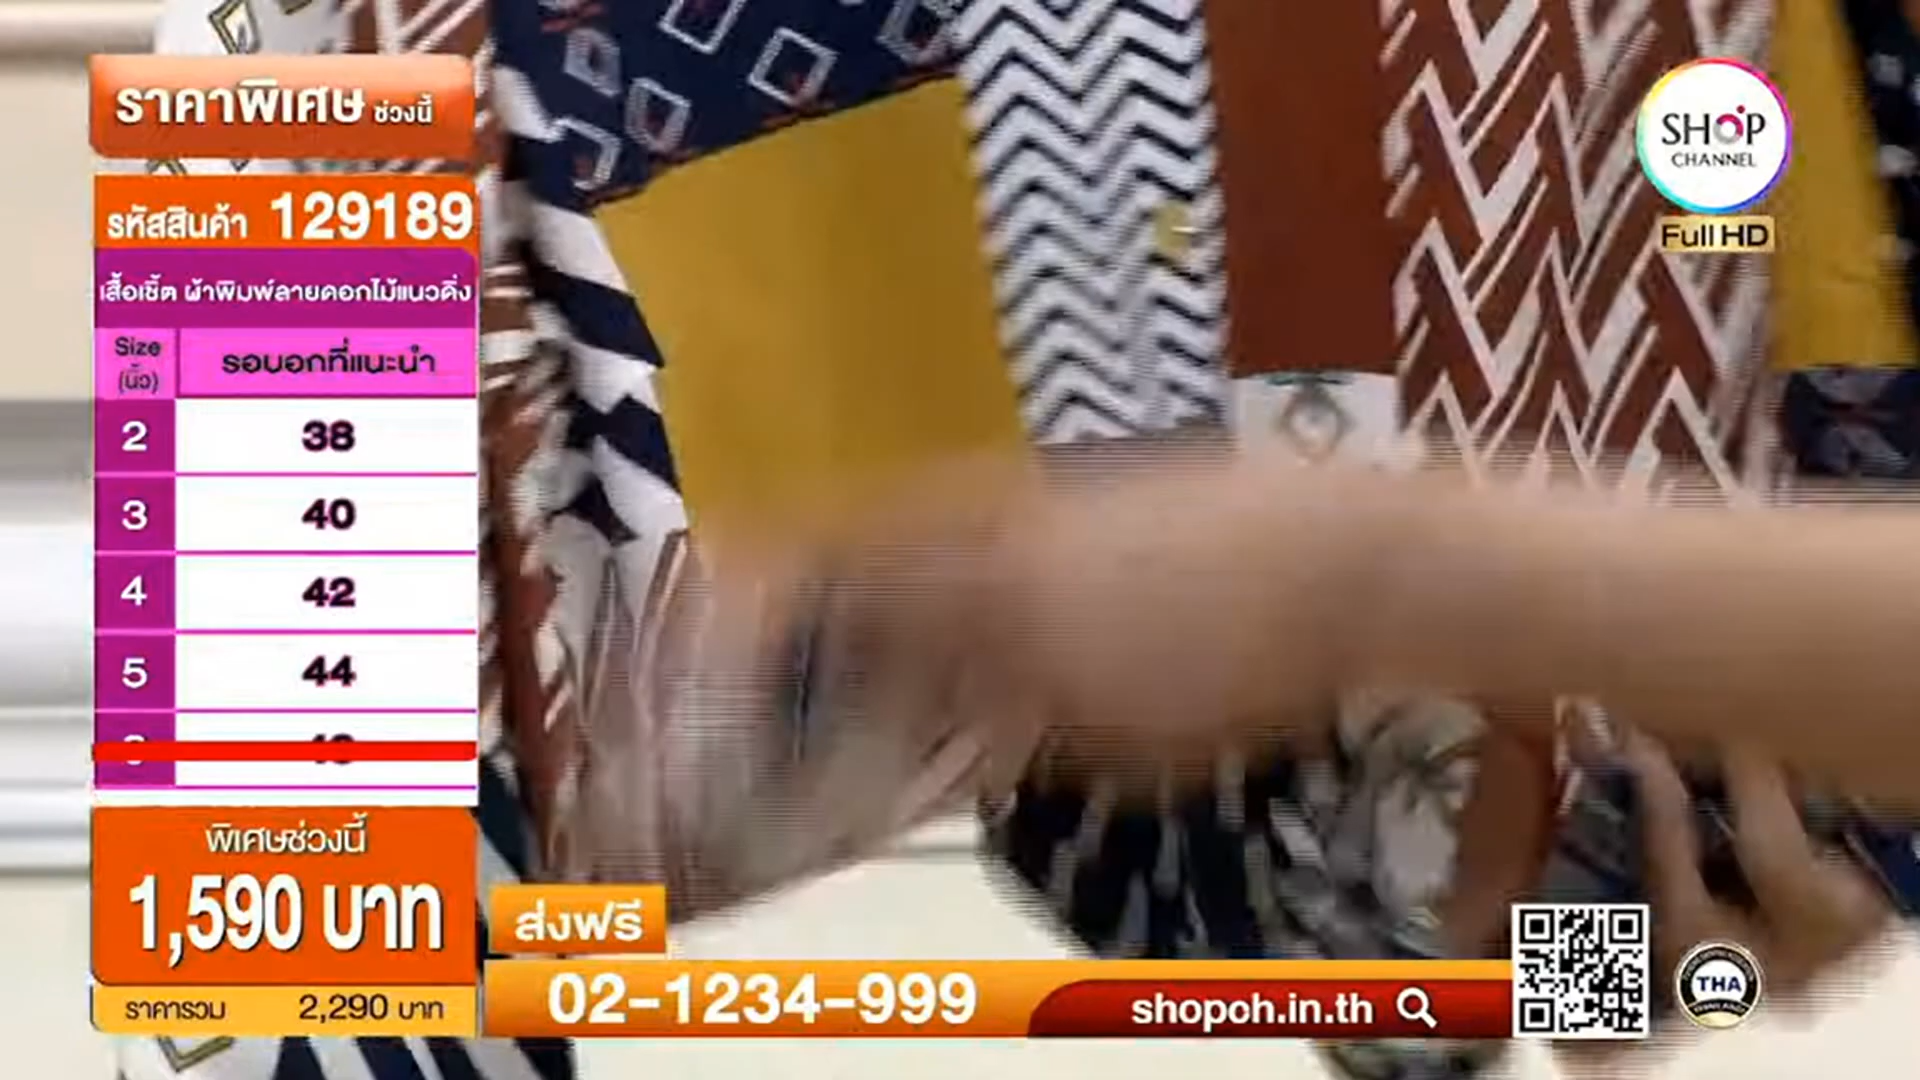 ราคาพิเศษ ช่วงนี้
รหัสสินค้า 129189
เสื้อเชิ้ต ผ้าพิมพ์ลายดอกไม้แนวดิ่ง
Size (นิ้ว) รอบอกที่แนะนำ
2 38
3 40
4 42
5 44
พิเศษช่วงนี้
1,590 บาท
ราคารวม 2,290 บาท
ส่งฟรี
02-1234-999
shopch.in.th
SHOP
CHANNEL
Full HD
THA